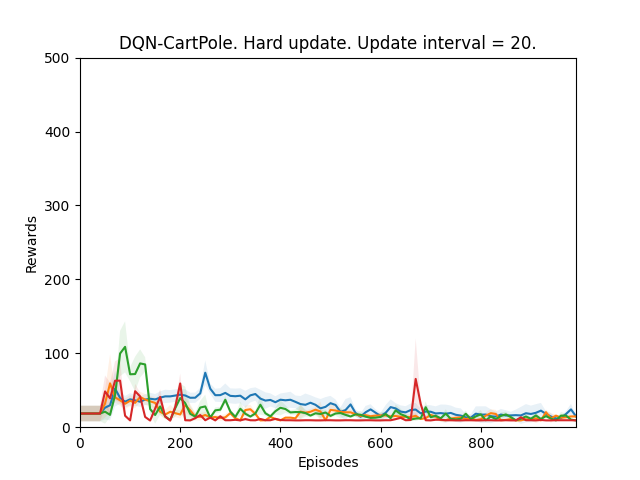 DQN-CartPole. Hard update. Update interval = 20.
500
400
300
200
100
0
Rewards
0 200 400 600 800
Episodes